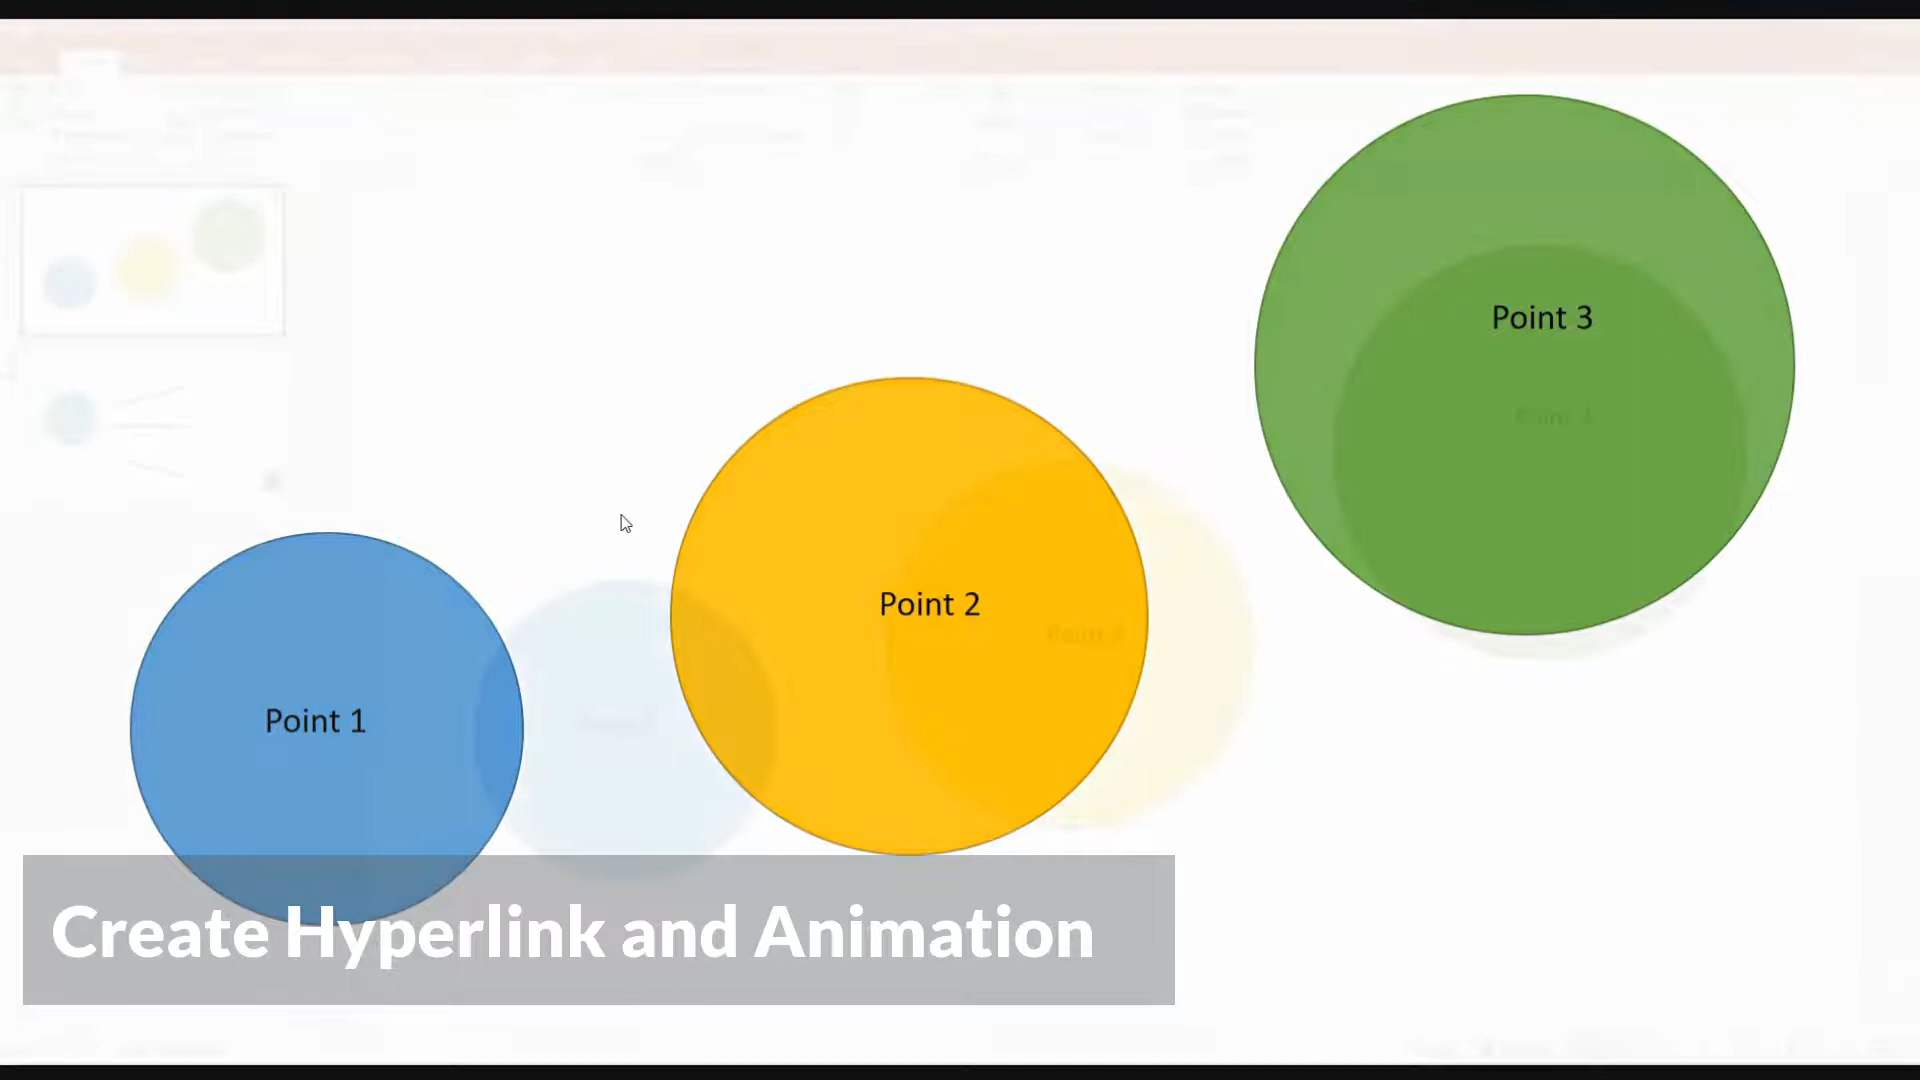 Point 3
Point 2
Point 1
Create Hyperlink and Animation